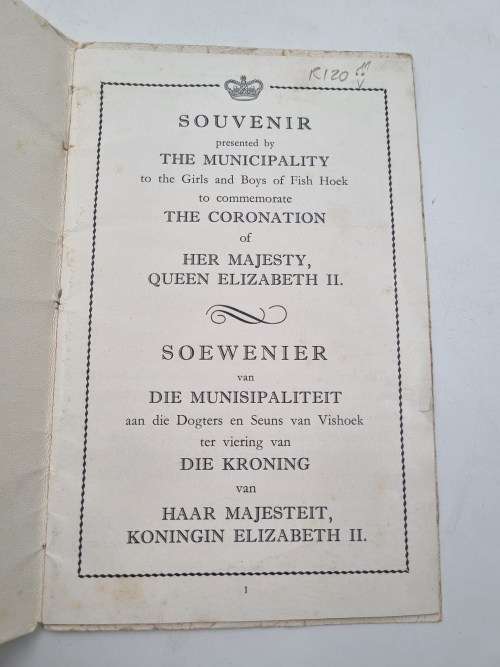 R120
SOUVENIR
presented by
THE MUNICIPALITY
to the Girls and Boys of Fish Hoek
to commemorate
THE CORONATION
of
HER MAJESTY,
QUEEN ELIZABETH II.
SOEWENIER
van
DIE MUNISIPALITEIT
aan die Dogters en Seuns van Vishoek
ter viering van
DIE KRONING
van
HAAR MAJESTEIT,
KONINGIN ELIZABETH II.
1